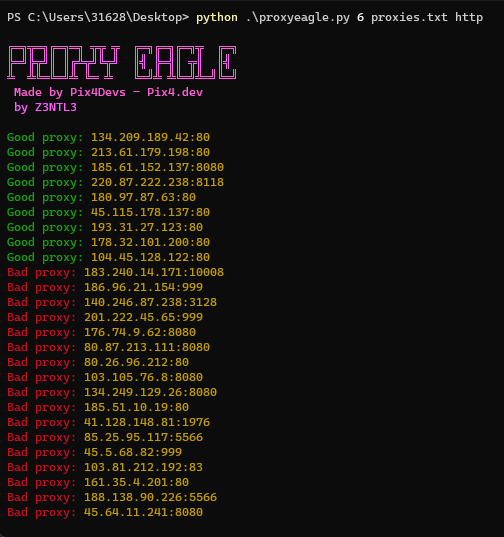 PS C:\Users\31628\Desktop> python .\proxyeagle.py 6 proxies.txt http
PROXY EAGLE
Made by Pix4Devs - Pix4.dev
by Z3NTL3
Good proxy: 134.209.189.42:80
Good proxy: 213.61.179.198:80
Good proxy: 185.61.152.137:8080
Good proxy: 220.87.222.238:8118
Good proxy: 180.97.87.63:80
Good proxy: 45.115.178.137:80
Good proxy: 193.31.27.123:80
Good proxy: 178.32.101.200:80
Good proxy: 104.45.128.122:80
Bad proxy: 183.240.14.171:10008
Bad proxy: 186.96.21.154:999
Bad proxy: 140.246.87.238:3128
Bad proxy: 201.222.45.65:999
Bad proxy: 176.74.9.62:8080
Bad proxy: 80.87.213.111:8080
Bad proxy: 80.26.96.212:80
Bad proxy: 103.105.76.8:8080
Bad proxy: 134.249.129.26:8080
Bad proxy: 185.51.10.19:80
Bad proxy: 41.128.148.81:1976
Bad proxy: 85.25.95.117:5566
Bad proxy: 45.5.68.82:999
Bad proxy: 103.81.212.192:83
Bad proxy: 161.35.4.201:80
Bad proxy: 188.138.90.226:5566
Bad proxy: 45.64.11.241:8080